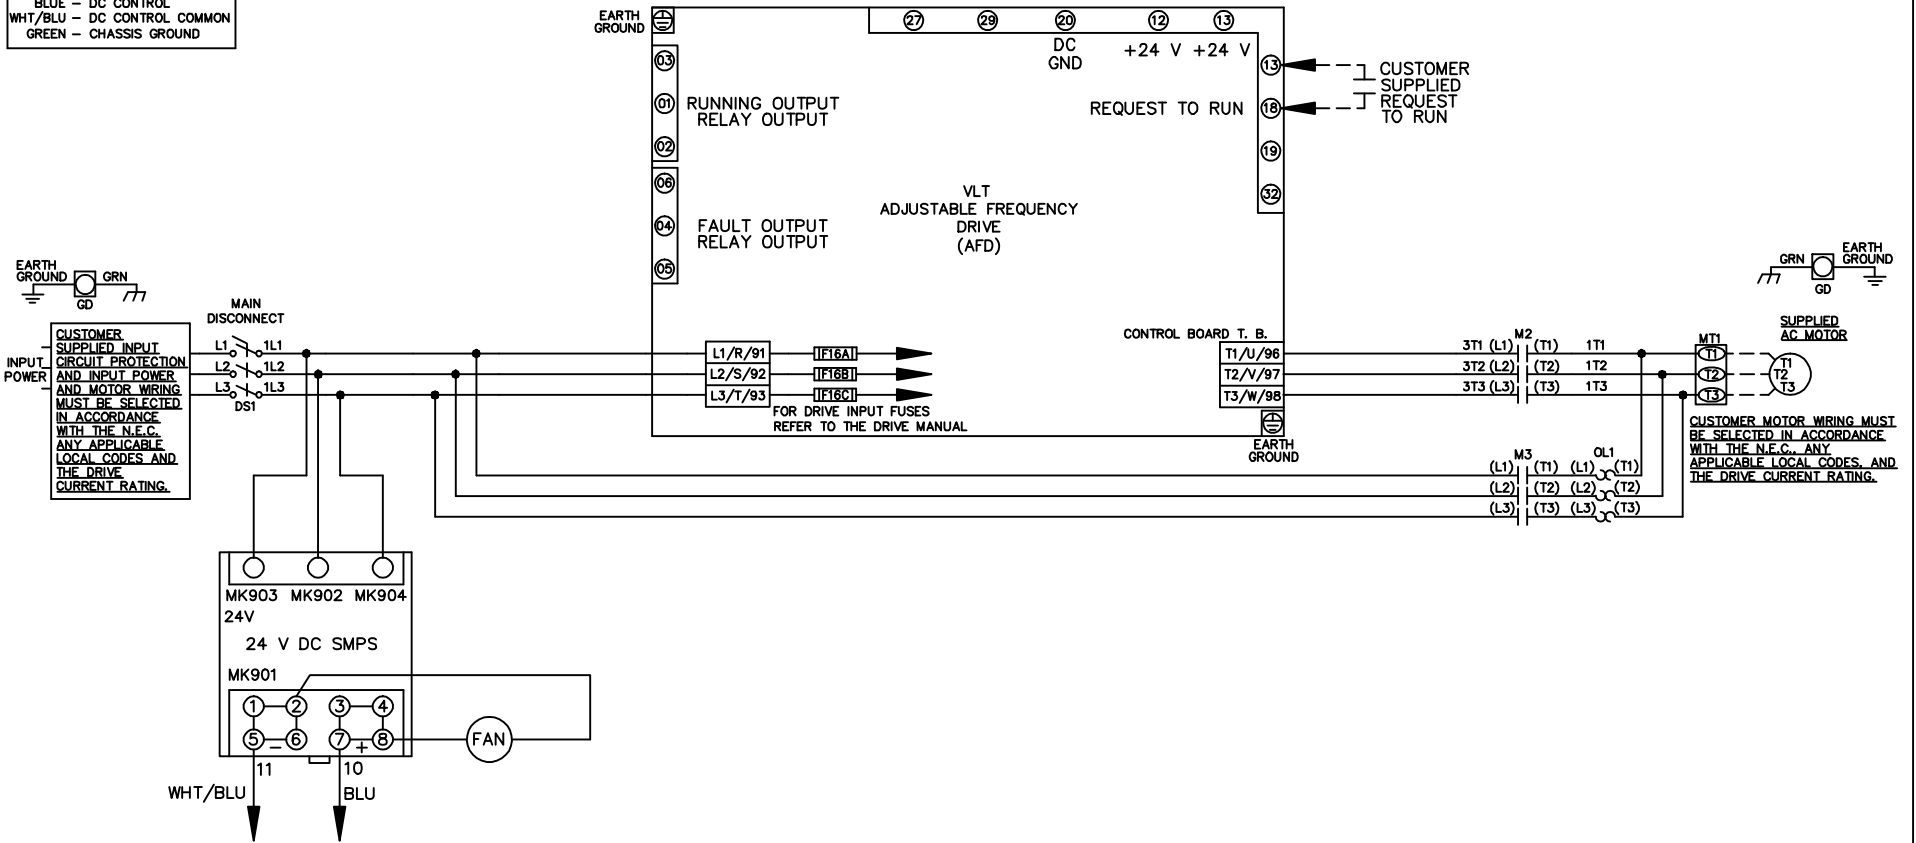 BLUE – DC CONTROL
WHT/BLU – DC CONTROL COMMON
GREEN – CHASSIS GROUND
EARTH
GROUND
27
29
20
12
13
DC
GND
+24 V
+24 V
03
01
02
RUNNING OUTPUT
RELAY OUTPUT
06
04
05
FAULT OUTPUT
RELAY OUTPUT
REQUEST TO RUN
13
18
19
32
CUSTOMER
SUPPLIED
REQUEST
TO RUN
VLT
ADJUSTABLE FREQUENCY
DRIVE
(AFD)
EARTH
GROUND
GRN
GD
INPUT
POWER
CUSTOMER
SUPPLIED INPUT
CIRCUIT PROTECTION
AND INPUT POWER
AND MOTOR WIRING
MUST BE SELECTED
IN ACCORDANCE
WITH THE N.E.C.
ANY APPLICABLE
LOCAL CODES AND
THE DRIVE
CURRENT RATING.
MAIN
DISCONNECT
L1
1L1
L2
1L2
L3
1L3
DS1
L1/R/91
L2/S/92
L3/T/93
F16A
F16B
F16C
FOR DRIVE INPUT FUSES
REFER TO THE DRIVE MANUAL
CONTROL BOARD T. B.
T1/U/96
T2/V/97
T3/W/98
EARTH
GROUND
M2
3T1 (L1) (T1) 1T1
3T2 (L2) (T2) 1T2
3T3 (L3) (T3) 1T3
M3
OL1
(L1) (T1) (L1) (T1)
(L2) (T2) (L2) (T2)
(L3) (T3) (L3) (T3)
MT1
T1
T2
T3
GRN
GD
EARTH
GROUND
SUPPLIED
AC MOTOR
T1
T2
T3
CUSTOMER MOTOR WIRING MUST
BE SELECTED IN ACCORDANCE
WITH THE N.E.C., ANY
APPLICABLE LOCAL CODES, AND
THE DRIVE CURRENT RATING.
MK903 MK902 MK904
24V
24 V DC SMPS
MK901
1
2
3
4
5
–
6
7
+
8
FAN
11
10
WHT/BLU
BLU